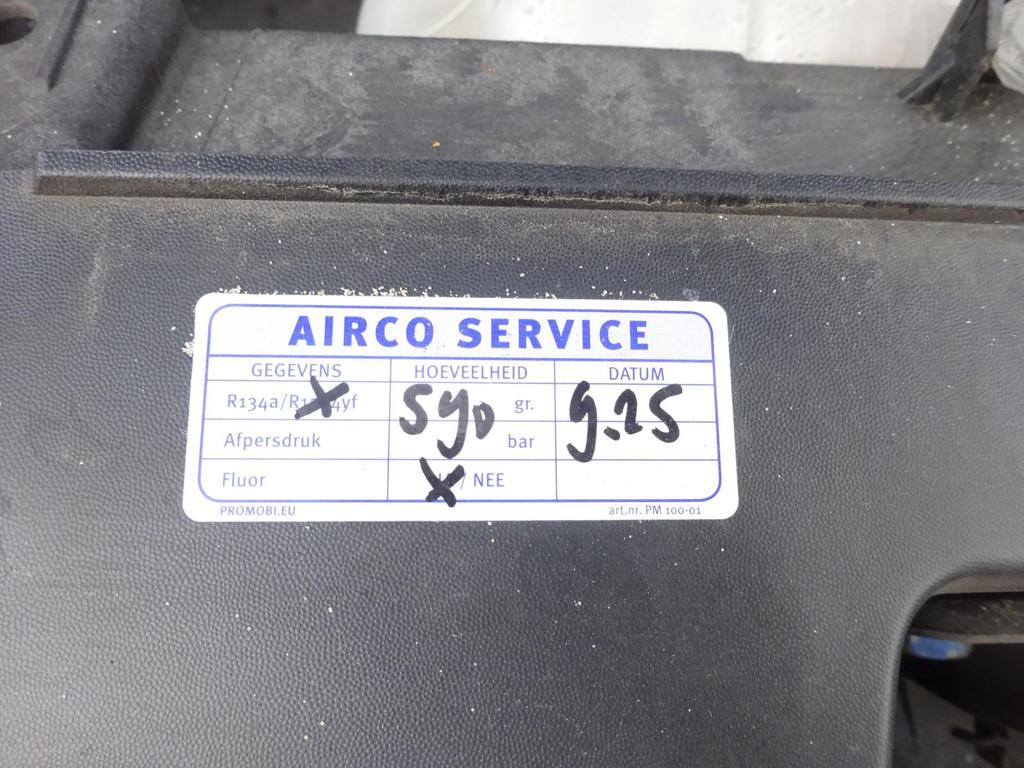 AIRCO SERVICE
GEGEVENS HOEVEELHEID DATUM
R134a/R1234yf 590 gr. 9.25
Afpersdruk bar
Fluor / NEE
PROMOBI.EU art.nr. PM 100-01